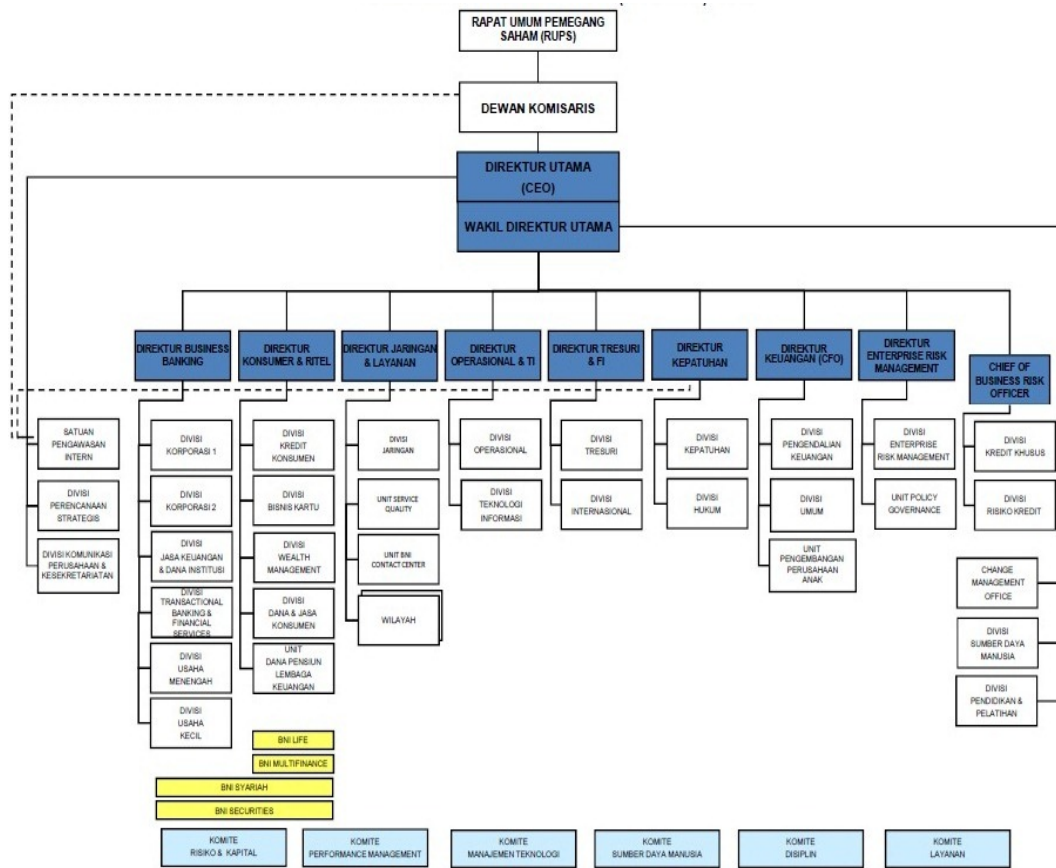 RAPAT UMUM PEMEGANG
SAHAM (RUPS)
DEWAN KOMISARIS
DIREKTUR UTAMA
(CEO)
WAKIL DIREKTUR UTAMA
DIREKTUR BUSINESS
BANKING
DIREKTUR
KONSUMER & RITEL
DIREKTUR JARINGAN
& LAYANAN
DIREKTUR
OPERASIONAL & TI
DIREKTUR TRESURI
& FI
DIREKTUR
KEPATUHAN
DIREKTUR
KEUANGAN (CFO)
DIREKTUR
ENTERPRISE RISK
MANAGEMENT
CHIEF OF
BUSINESS RISK
OFFICER
SATUAN
PENGAWASAN
INTERN
DIVISI
PERENCANAAN
STRATEGIS
DIVISI KOMUNIKASI
PERUSAHAAN &
KESEKRETARIATAN
DIVISI
KORPORASI 1
DIVISI
KORPORASI 2
DIVISI
JASA KEUANGAN
& DANA INSTITUSI
DIVISI
TRANSACTIONAL
BANKING &
FINANCIAL
SERVICES
DIVISI
USAHA
MENENGAH
DIVISI
USAHA
KECIL
DIVISI
KREDIT
KONSUMEN
DIVISI
BISNIS KARTU
DIVISI
WEALTH
MANAGEMENT
DIVISI
DANA & JASA
KONSUMEN
UNIT
DANA PENSIUN
LEMBAGA
KEUANGAN
DIVISI
JARINGAN
UNIT SERVICE
QUALITY
UNIT BNI
CONTACT CENTER
WILAYAH
DIVISI
OPERASIONAL
DIVISI
TEKNOLOGI
INFORMASI
DIVISI
TRESURI
DIVISI
INTERNASIONAL
DIVISI
KEPATUHAN
DIVISI
HUKUM
DIVISI
PENGENDALIAN
KEUANGAN
DIVISI
UMUM
UNIT
PENGEMBANGAN
PERUSAHAAN
ANAK
DIVISI
ENTERPRISE
RISK MANAGEMENT
UNIT POLICY
GOVERNANCE
DIVISI
KREDIT KHUSUS
DIVISI
RISIKO KREDIT
CHANGE
MANAGEMENT
OFFICE
DIVISI
SUMBER DAYA
MANUSIA
DIVISI
PENDIDIKAN &
PELATIHAN
BNI LIFE
BNI MULTIFINANCE
BNI SYARIAH
BNI SECURITIES
KOMITE
RISIKO & KAPITAL
KOMITE
PERFORMANCE MANAGEMENT
KOMITE
MANAJEMEN TEKNOLOGI
KOMITE
SUMBER DAYA MANUSIA
KOMITE
DISIPLIN
KOMITE
LAYANAN